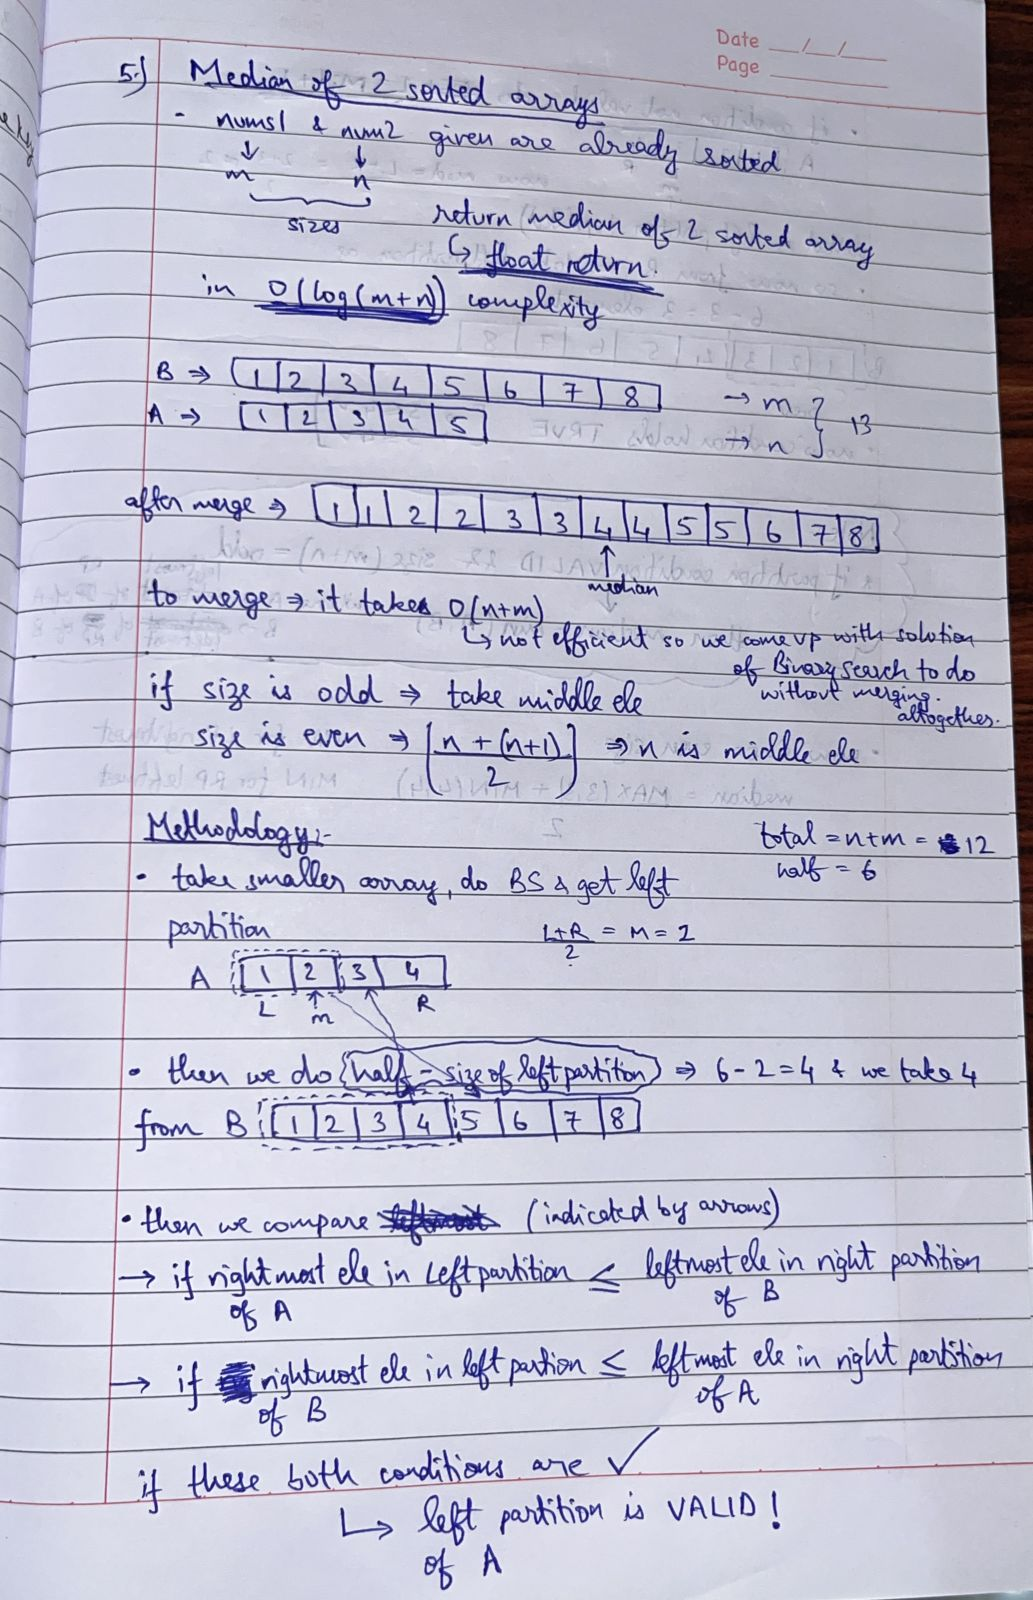 Date __/__/__
Page
5.) Median of 2 sorted arrays
- nums1 & num2 given are already sorted
↓ ↓
m n
sizes
return median of 2 sorted array
↳ float return.
in O(log(m+n)) complexity
B ⇒ 1 2 3 4 5 6 7 8 → m } 13
A ⇒ 1 2 3 4 5 → n
after merge ⇒ 1 1 2 2 3 3 4 4 5 5 6 7 8
↑
median
to merge ⇒ it takes O(n+m)
↳ not efficient so we come up with solution
of Binary search to do
without merging.
altogether.
if size is odd ⇒ take middle ele
size is even ⇒ [n + (n+1) / 2] ⇒ n is middle ele
Methodology:-
total = n+m = 12
half = 6
• take smaller array, do BS & get left
partition
L+R / 2 = M = 2
A 1 2 3 4
L ↑ m R
• then we do {half - size of left partition} ⇒ 6 - 2 = 4 & we take 4
from B 1 2 3 4 5 6 7 8
• then we compare (indicated by arrows)
→ if rightmost ele in left partition ≤ leftmost ele in right partition
of A of B
→ if rightmost ele in left partion ≤ leftmost ele in right partition
of B of A
if these both conditions are ✓
↳ left partition is VALID!
of A